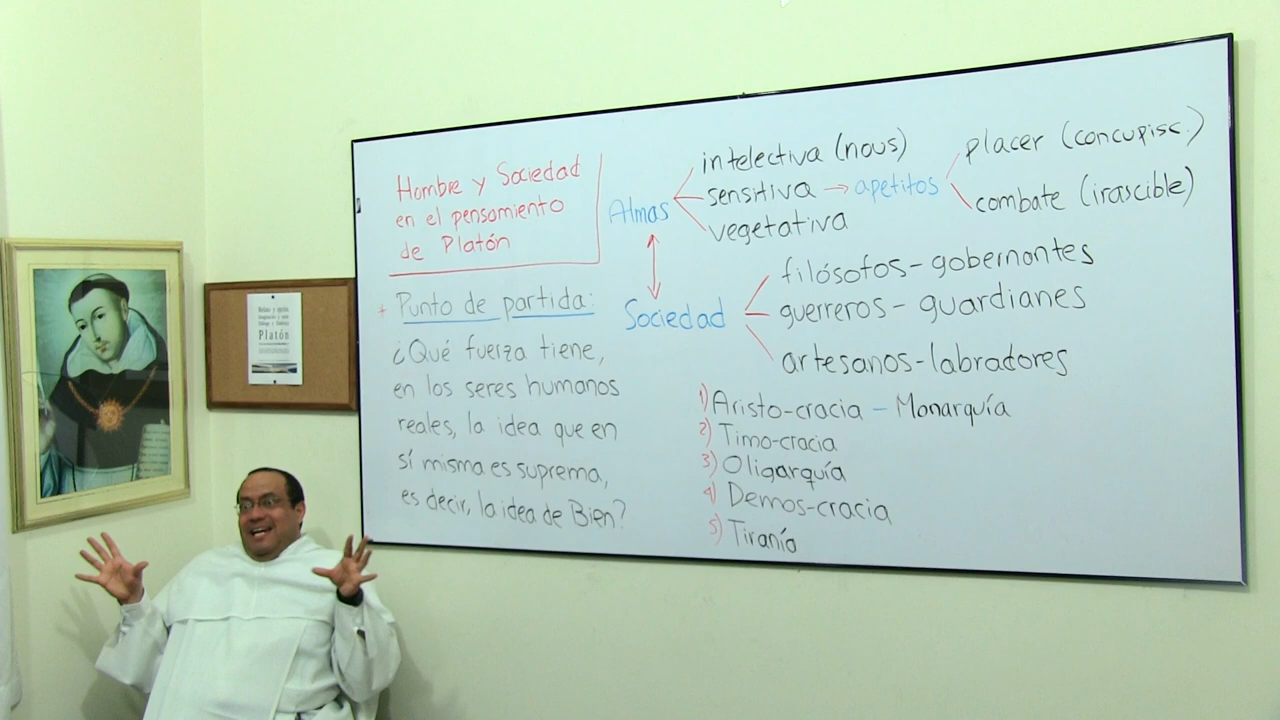 Hombre y Sociedad
en el pensamiento
de Platón
+ Punto de partida:
¿Qué fuerza tiene,
en los seres humanos
reales, la idea que en
sí misma es suprema,
es decir, la idea de Bien?
Almas
intelectiva (nous)
sensitiva → apetitos
vegetativa
placer (concupisc.)
combate (irascible)
Sociedad
filósofos - gobernantes
guerreros - guardianes
artesanos - labradores
1) Aristo-cracia - Monarquía
2) Timo-cracia
3) Oligarquía
4) Demos-cracia
5) Tiranía
Platón